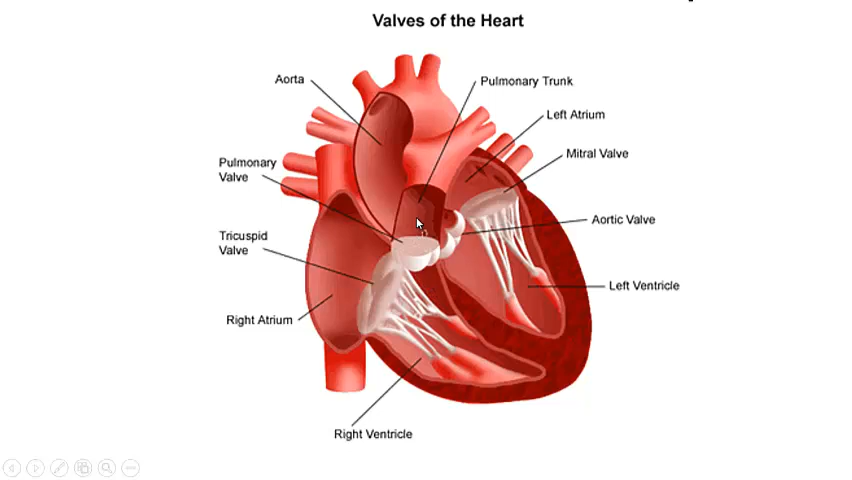 Valves of the Heart
Aorta
Pulmonary Trunk
Left Atrium
Mitral Valve
Pulmonary
Valve
Aortic Valve
Tricuspid
Valve
Left Ventricle
Right Atrium
Right Ventricle